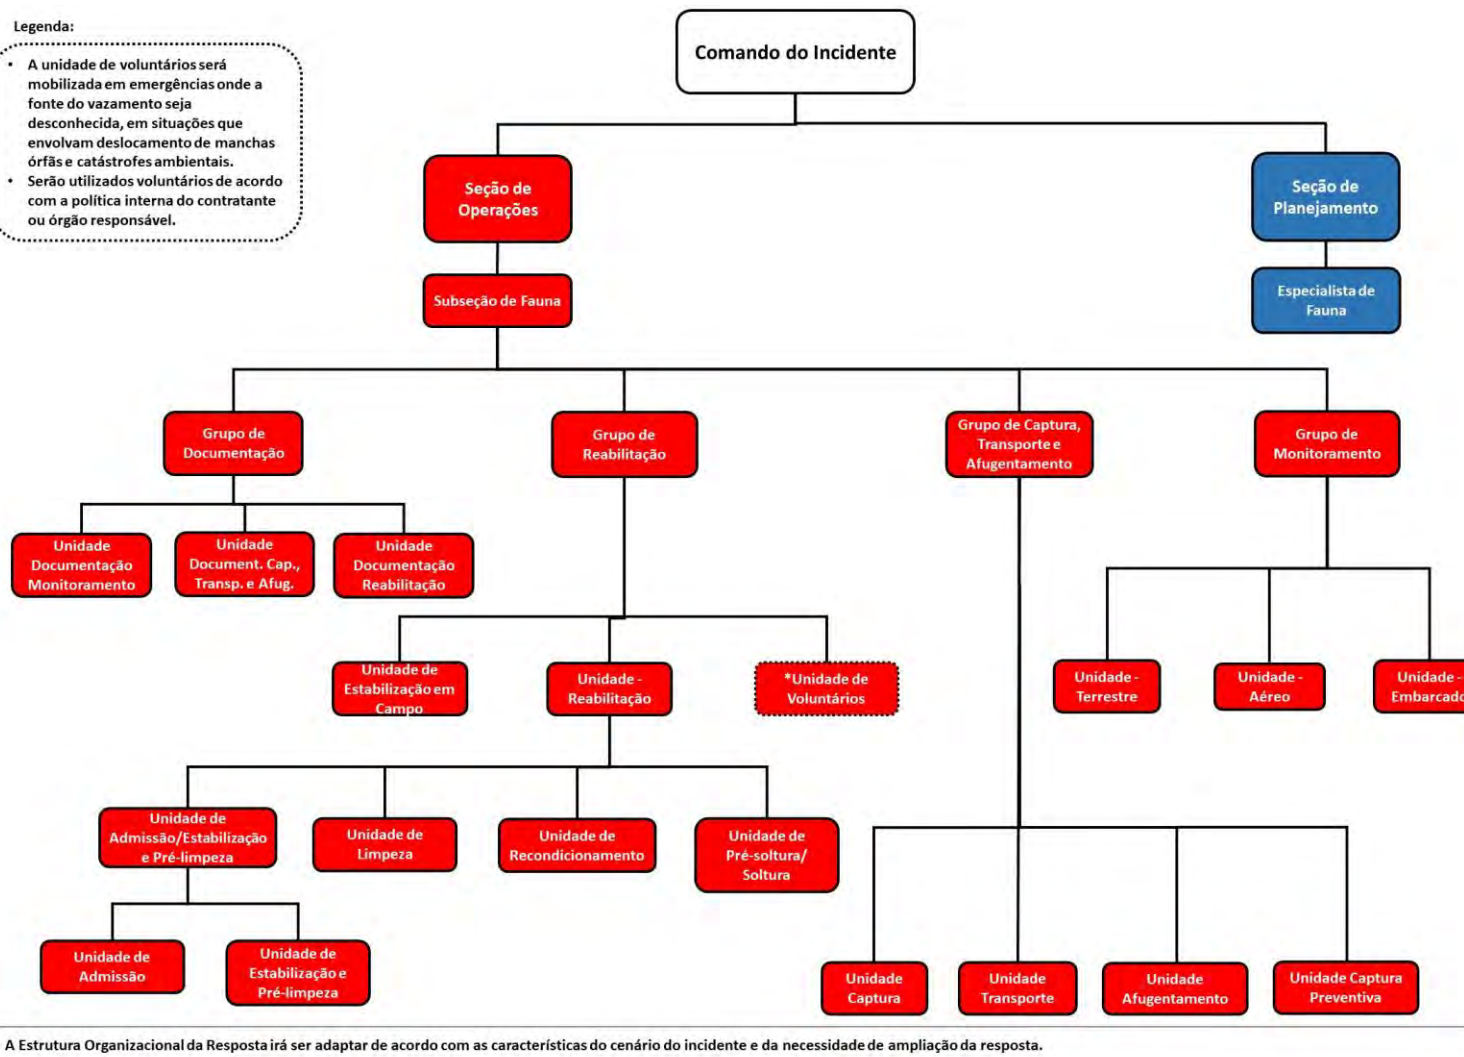 Legenda:
• A unidade de voluntários será
mobilizada em emergências onde a
fonte do vazamento seja
desconhecida, em situações que
envolvam deslocamento de manchas
órfãs e catástrofes ambientais.
• Serão utilizados voluntários de acordo
com a política interna do contratante
ou órgão responsável.
Comando do Incidente
Seção de
Operações
Seção de
Planejamento
Subseção de Fauna
Especialista de
Fauna
Grupo de
Documentação
Grupo de
Reabilitação
Grupo de Captura,
Transporte e
Afugentamento
Grupo de
Monitoramento
Unidade
Documentação
Monitoramento
Unidade
Document. Cap.,
Transp. e Afug.
Unidade
Documentação
Reabilitação
Unidade de
Estabilização em
Campo
Unidade -
Reabilitação
*Unidade de
Voluntários
Unidade -
Terrestre
Unidade -
Aéreo
Unidade -
Embarcado
Unidade de
Admissão/Estabilização
e Pré-limpeza
Unidade de
Limpeza
Unidade de
Recondicionamento
Unidade de
Pré-soltura/
Soltura
Unidade de
Admissão
Unidade de
Estabilização e
Pré-limpeza
Unidade
Captura
Unidade
Transporte
Unidade
Afugentamento
Unidade Captura
Preventiva
A Estrutura Organizacional da Resposta irá ser adaptar de acordo com as características do cenário do incidente e da necessidade de ampliação da resposta.